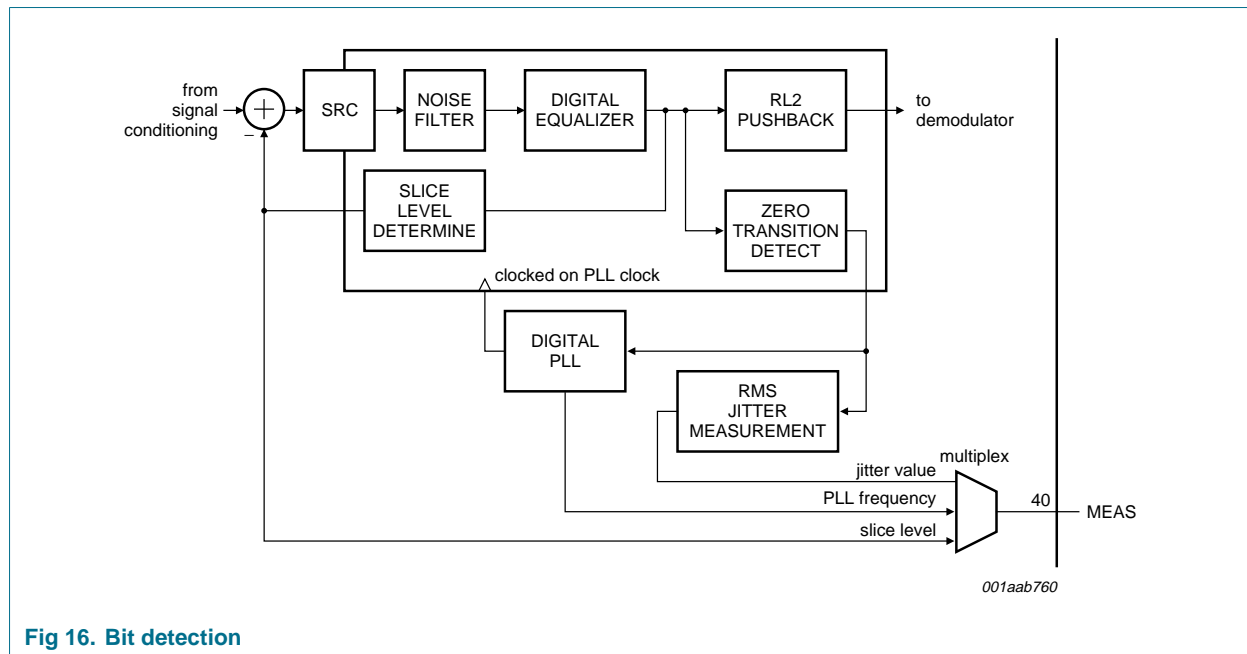 from
signal
conditioning
+
–
SRC
NOISE
FILTER
DIGITAL
EQUALIZER
RL2
PUSHBACK
to
demodulator
SLICE
LEVEL
DETERMINE
ZERO
TRANSITION
DETECT
clocked on PLL clock
DIGITAL
PLL
RMS
JITTER
MEASUREMENT
multiplex
jitter value
PLL frequency
slice level
40
MEAS
001aab760
Fig 16. Bit detection